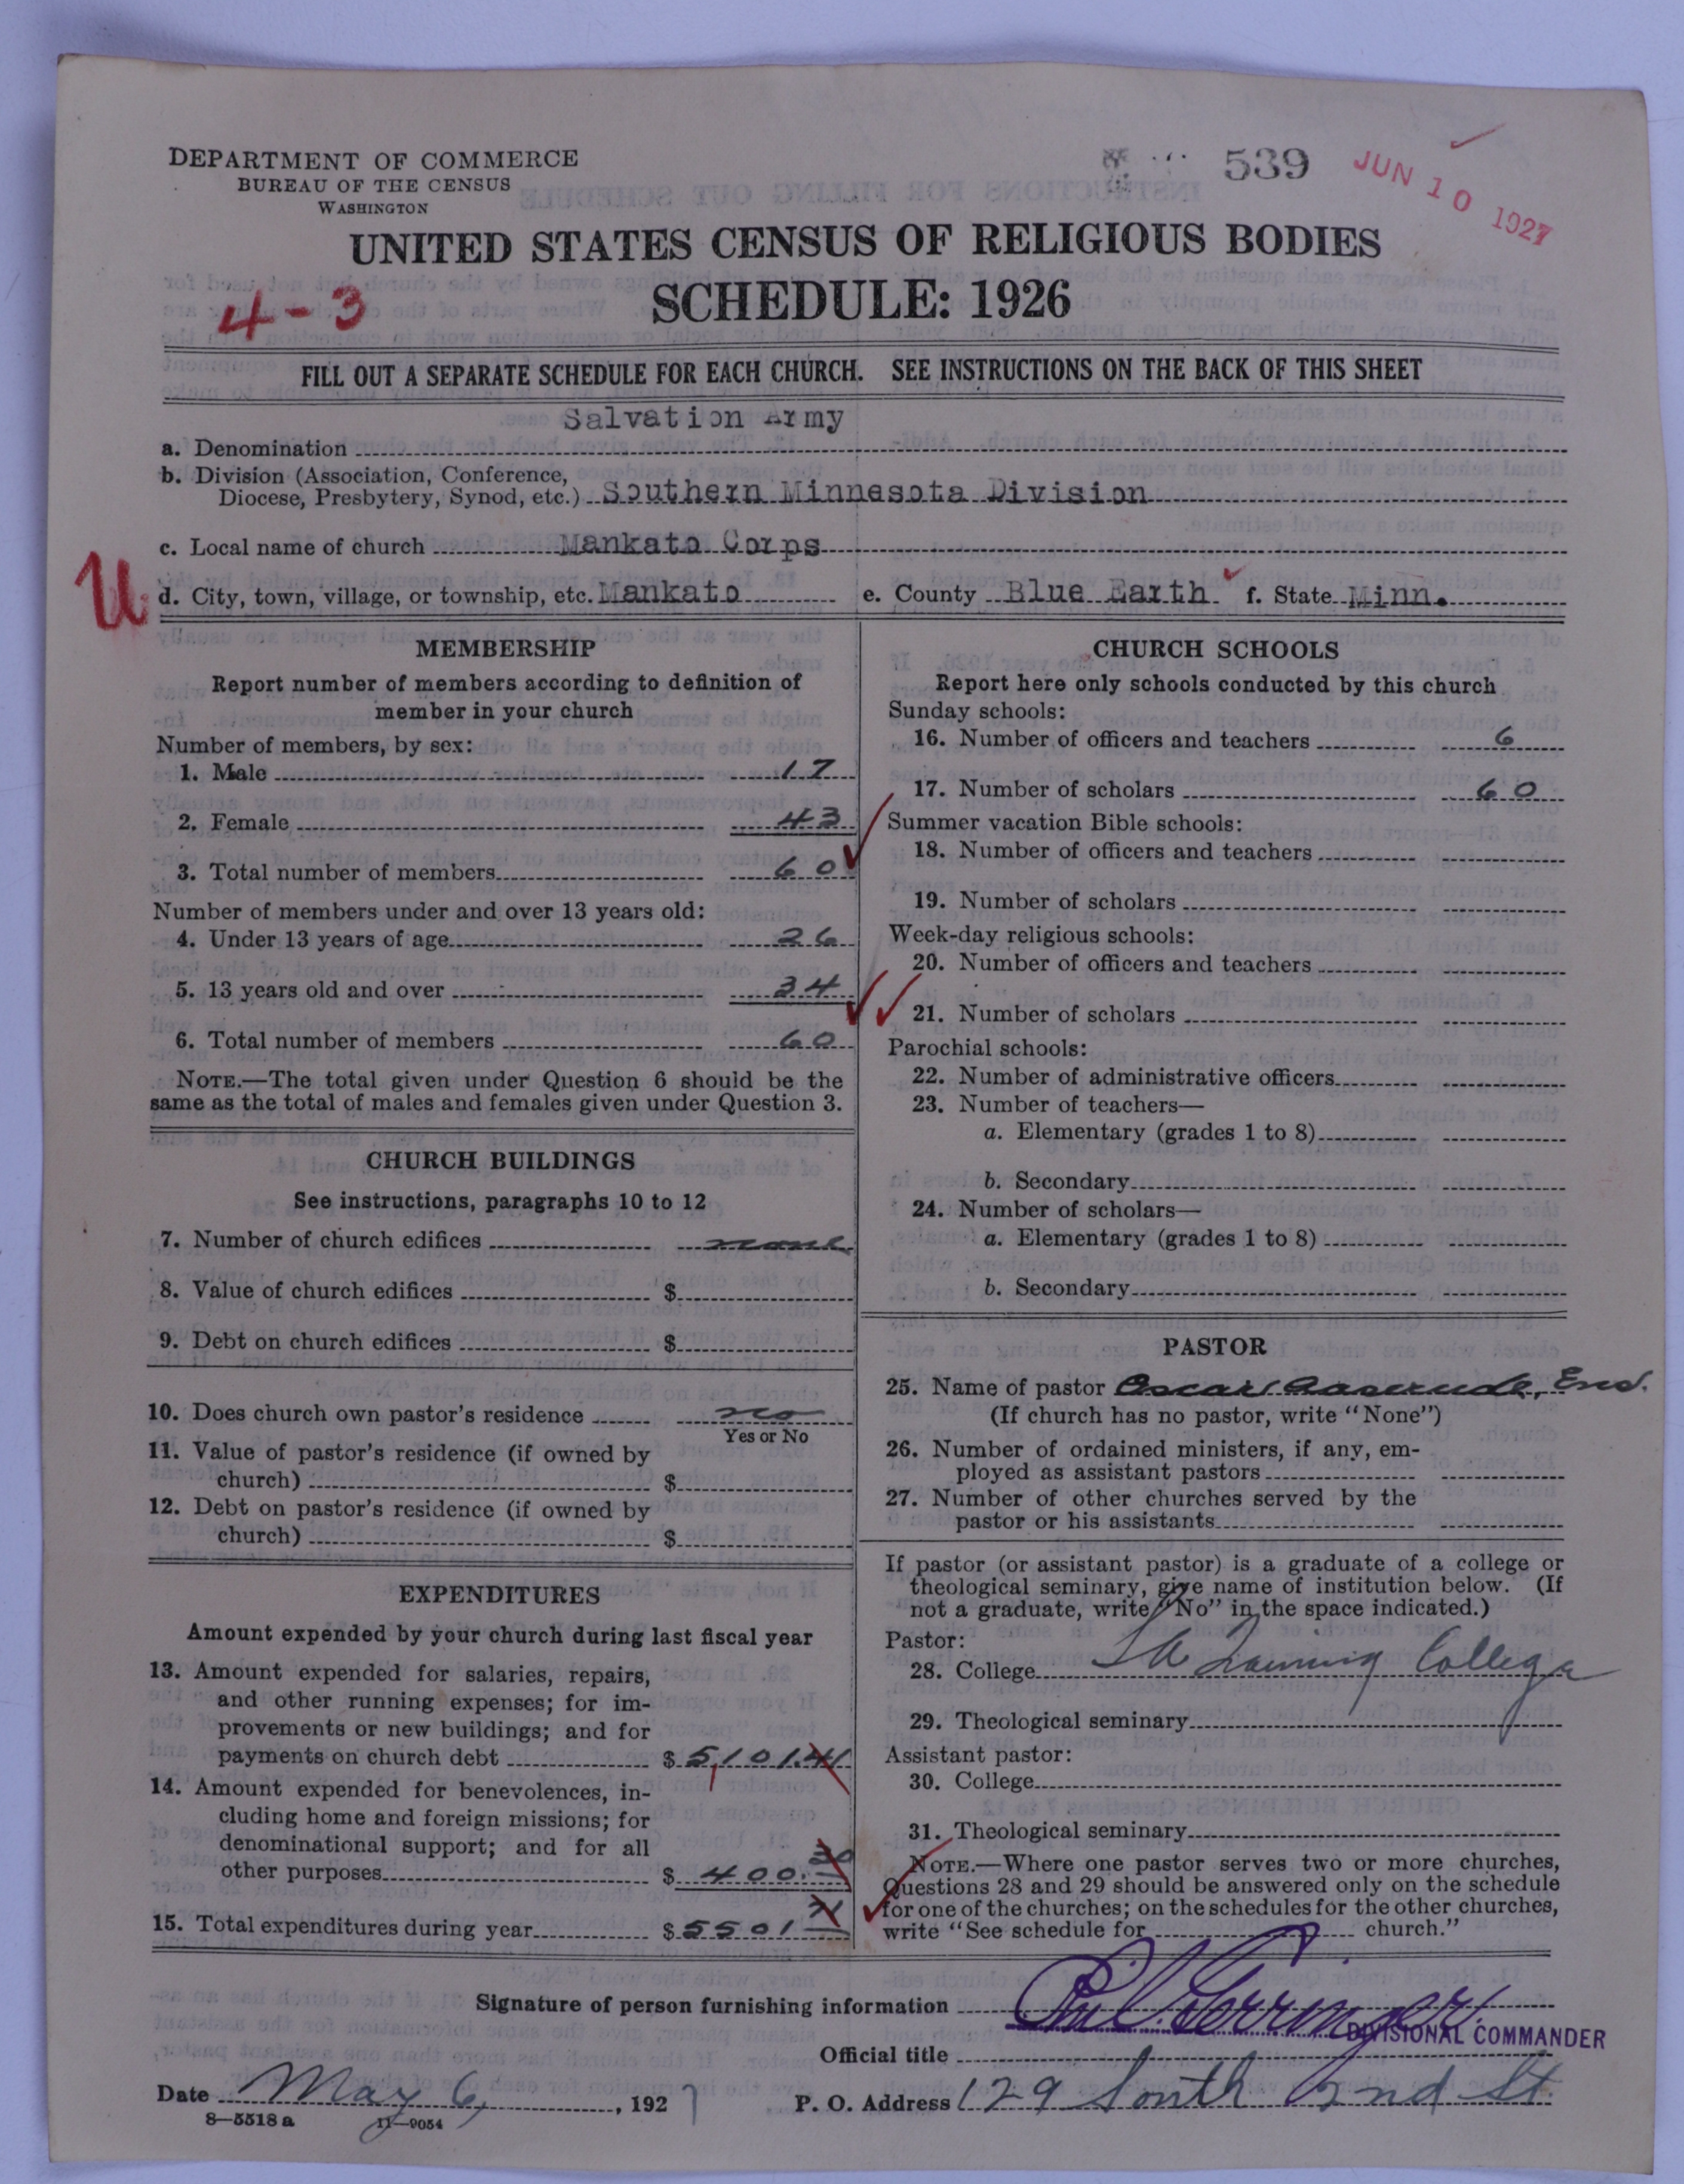 DEPARTMENT OF COMMERCE
BUREAU OF THE CENSUS
WASHINGTON
539
JUN 10 1927
UNITED STATES CENSUS OF RELIGIOUS BODIES
4-3
SCHEDULE: 1926
FILL OUT A SEPARATE SCHEDULE FOR EACH CHURCH. SEE INSTRUCTIONS ON THE BACK OF THIS SHEET
Salvation Army
a. Denomination
b. Division (Association, Conference,
Diocese, Presbytery, Synod, etc.) Southern Minnesota Division
c. Local name of church Mankato Corps
U
d. City, town, village, or township, etc. Mankato e. County Blue Earth f. State Minn.
MEMBERSHIP
Report number of members according to definition of
member in your church
Number of members, by sex:
1. Male 17
2. Female 43
3. Total number of members 60
Number of members under and over 13 years old:
4. Under 13 years of age 26
5. 13 years old and over 34
6. Total number of members 60
NOTE.—The total given under Question 6 should be the
same as the total of males and females given under Question 3.
CHURCH BUILDINGS
See instructions, paragraphs 10 to 12
7. Number of church edifices none
8. Value of church edifices $
9. Debt on church edifices $
10. Does church own pastor's residence no
Yes or No
11. Value of pastor's residence (if owned by
church) $
12. Debt on pastor's residence (if owned by
church) $
EXPENDITURES
Amount expended by your church during last fiscal year
13. Amount expended for salaries, repairs,
and other running expenses; for im-
provements or new buildings; and for
payments on church debt $ 5,101.41
14. Amount expended for benevolences, in-
cluding home and foreign missions; for
denominational support; and for all
other purposes $ 400.30
15. Total expenditures during year $ 5501 71
CHURCH SCHOOLS
Report here only schools conducted by this church
Sunday schools:
16. Number of officers and teachers 6
17. Number of scholars 60
Summer vacation Bible schools:
18. Number of officers and teachers
19. Number of scholars
Week-day religious schools:
20. Number of officers and teachers
21. Number of scholars
Parochial schools:
22. Number of administrative officers
23. Number of teachers—
a. Elementary (grades 1 to 8)
b. Secondary
24. Number of scholars—
a. Elementary (grades 1 to 8)
b. Secondary
PASTOR
25. Name of pastor Oscar
(If church has no pastor, write "None")
26. Number of ordained ministers, if any, em-
ployed as assistant pastors
27. Number of other churches served by the
pastor or his assistants
If pastor (or assistant pastor) is a graduate of a college or
theological seminary, give name of institution below. (If
not a graduate, write "No" in the space indicated.)
Pastor:
28. College SA Training College
29. Theological seminary
Assistant pastor:
30. College
31. Theological seminary
NOTE.—Where one pastor serves two or more churches,
Questions 28 and 29 should be answered only on the schedule
for one of the churches; on the schedules for the other churches,
write "See schedule for church."
Signature of person furnishing information
DIVISIONAL COMMANDER
Official title
Date May 6, 1927 P. O. Address 129 South 2nd St.
8—5518 a 11—9054